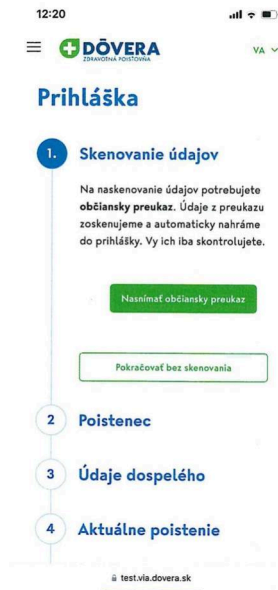 12:20
DÔVERA
ZDRAVOTNÁ POISŤOVŇA
VA
Prihláška
1.
Skenovanie údajov
Na naskenovanie údajov potrebujete
občiansky preukaz. Údaje z preukazu
zoskenujeme a automaticky nahráme
do prihlášky. Vy ich iba skontrolujete.
Nasnímať občiansky preukaz
Pokračovať bez skenovania
2
Poistenec
3
Údaje dospelého
4
Aktuálne poistenie
test.via.dovera.sk